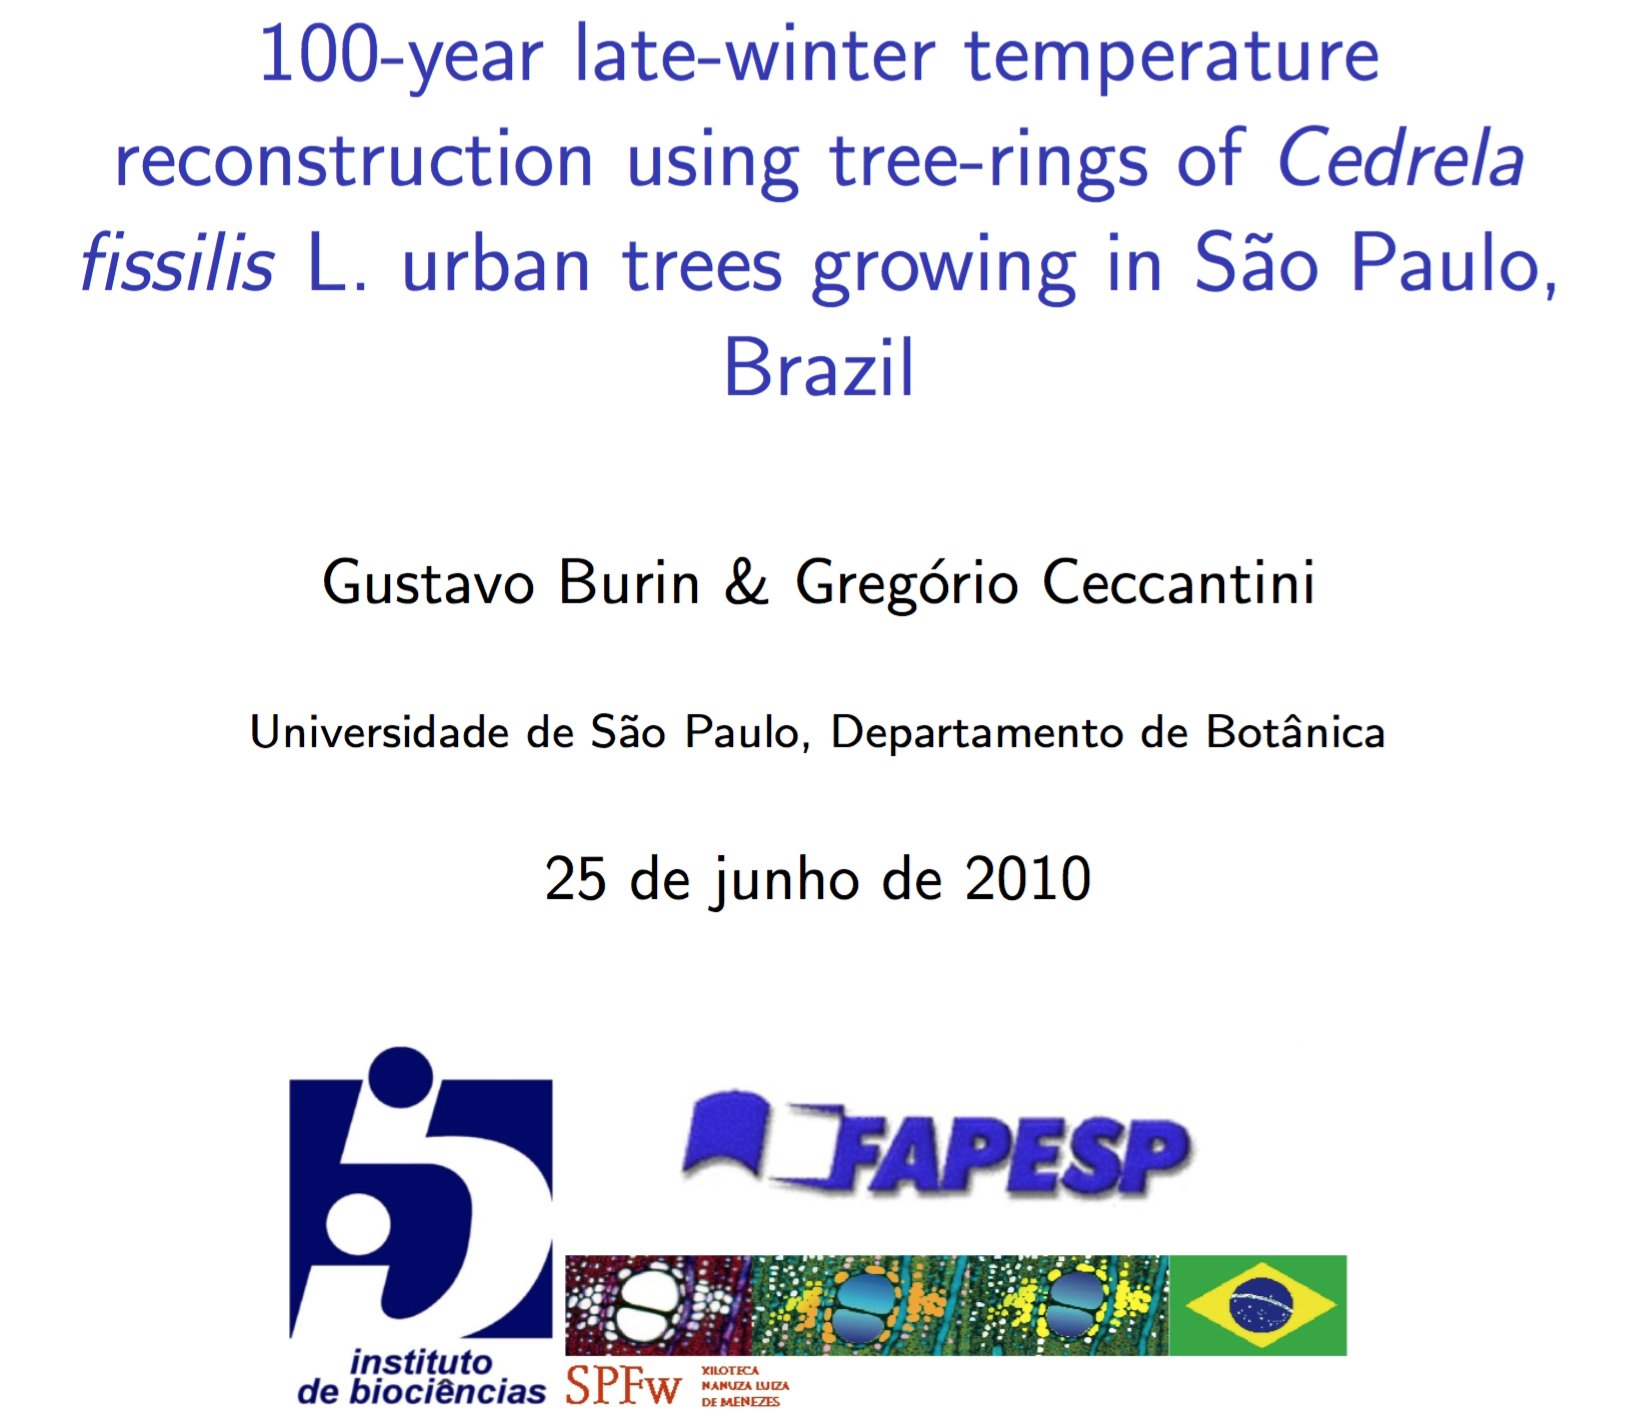 100-year late-winter temperature
reconstruction using tree-rings of Cedrela
fissilis L. urban trees growing in São Paulo,
Brazil
Gustavo Burin & Gregório Ceccantini
Universidade de São Paulo, Departamento de Botânica
25 de junho de 2010
FAPESP
instituto
de biociências
SPFw
XILOTECA
NANUZA LUIZA
DE MENEZES